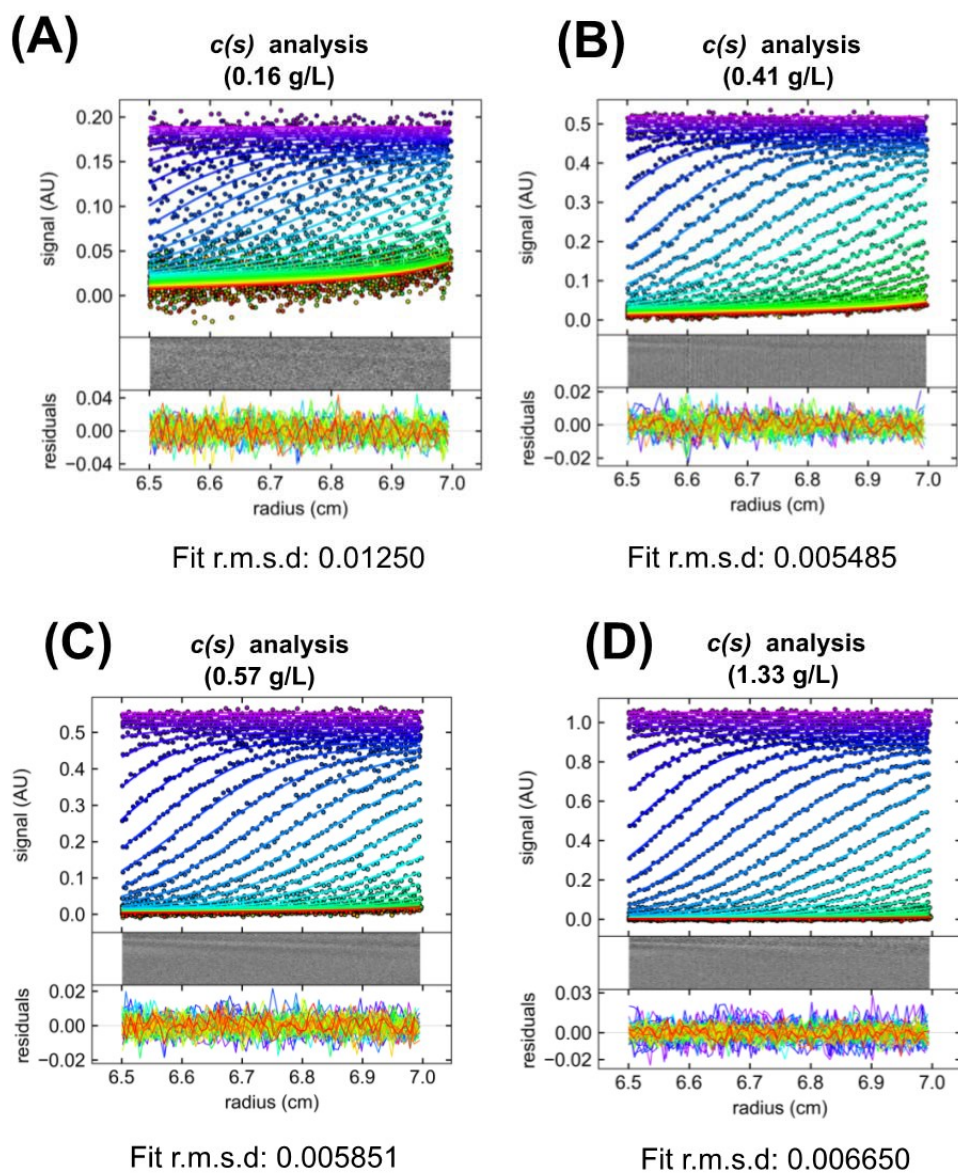 (A)
c(s) analysis
(0.16 g/L)
0.20
0.15
0.10
0.05
0.00
signal (AU)
0.04
0.00
−0.04
residuals
6.5 6.6 6.7 6.8 6.9 7.0
radius (cm)
Fit r.m.s.d: 0.01250
(B)
c(s) analysis
(0.41 g/L)
0.5
0.4
0.3
0.2
0.1
0.0
signal (AU)
0.02
0.00
−0.02
residuals
6.5 6.6 6.7 6.8 6.9 7.0
radius (cm)
Fit r.m.s.d: 0.005485
(C)
c(s) analysis
(0.57 g/L)
0.5
0.4
0.3
0.2
0.1
0.0
signal (AU)
0.02
0.00
−0.02
residuals
6.5 6.6 6.7 6.8 6.9 7.0
radius (cm)
Fit r.m.s.d: 0.005851
(D)
c(s) analysis
(1.33 g/L)
1.0
0.8
0.6
0.4
0.2
0.0
signal (AU)
0.03
0.00
−0.02
residuals
6.5 6.6 6.7 6.8 6.9 7.0
radius (cm)
Fit r.m.s.d: 0.006650